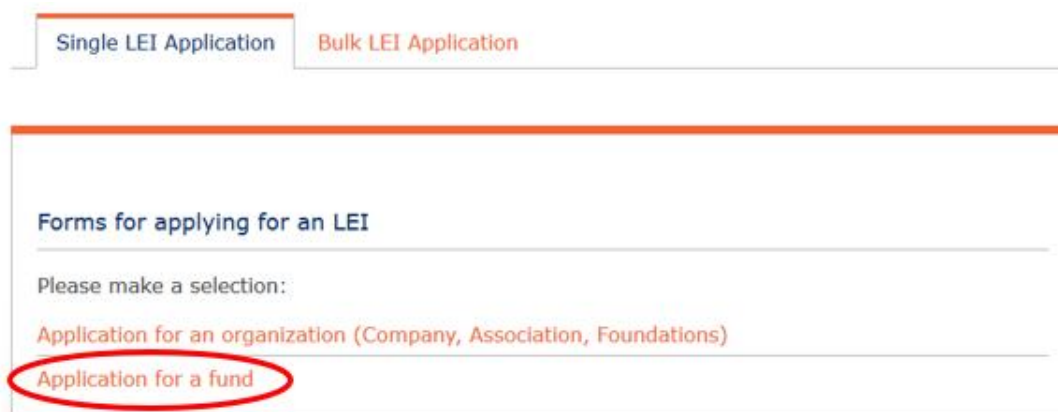 Single LEI Application
Bulk LEI Application
Forms for applying for an LEI
Please make a selection:
Application for an organization (Company, Association, Foundations)
Application for a fund